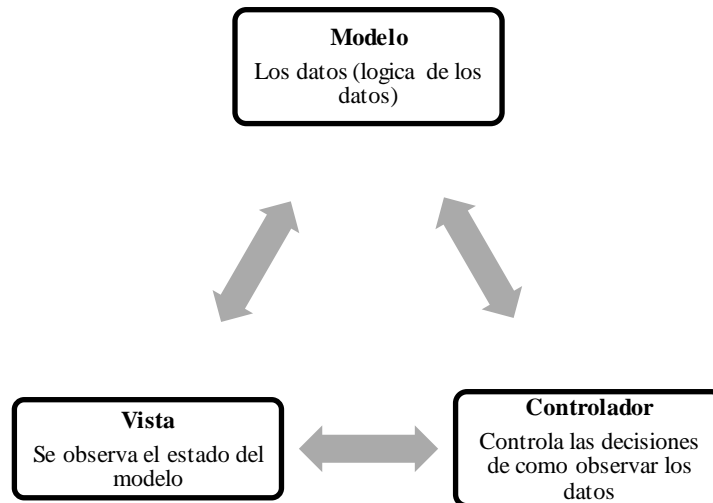 Modelo
Los datos (logica de los
datos)
Vista
Se observa el estado del
modelo
Controlador
Controla las decisiones
de como observar los
datos